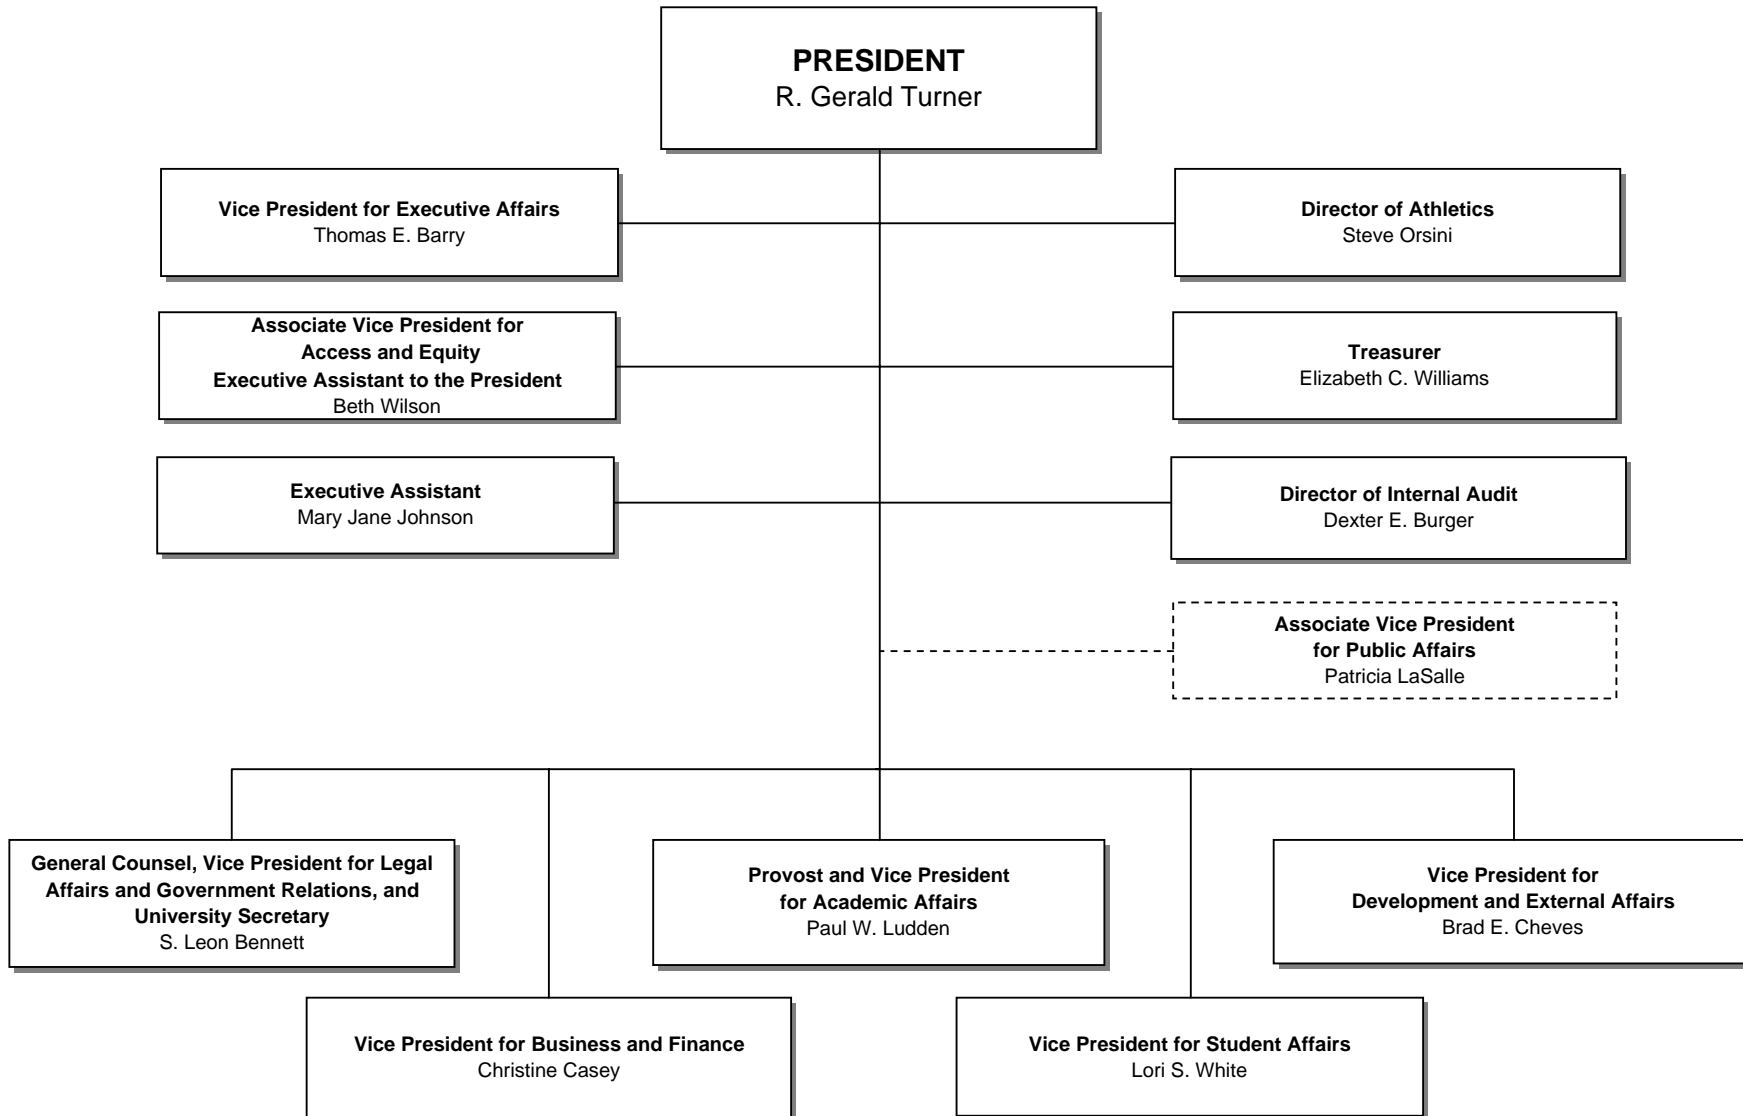 PRESIDENT
R. Gerald Turner
Vice President for Executive Affairs
Thomas E. Barry
Director of Athletics
Steve Orsini
Associate Vice President for
Access and Equity
Executive Assistant to the President
Beth Wilson
Treasurer
Elizabeth C. Williams
Executive Assistant
Mary Jane Johnson
Director of Internal Audit
Dexter E. Burger
Associate Vice President
for Public Affairs
Patricia LaSalle
General Counsel, Vice President for Legal
Affairs and Government Relations, and
University Secretary
S. Leon Bennett
Provost and Vice President
for Academic Affairs
Paul W. Ludden
Vice President for
Development and External Affairs
Brad E. Cheves
Vice President for Business and Finance
Christine Casey
Vice President for Student Affairs
Lori S. White